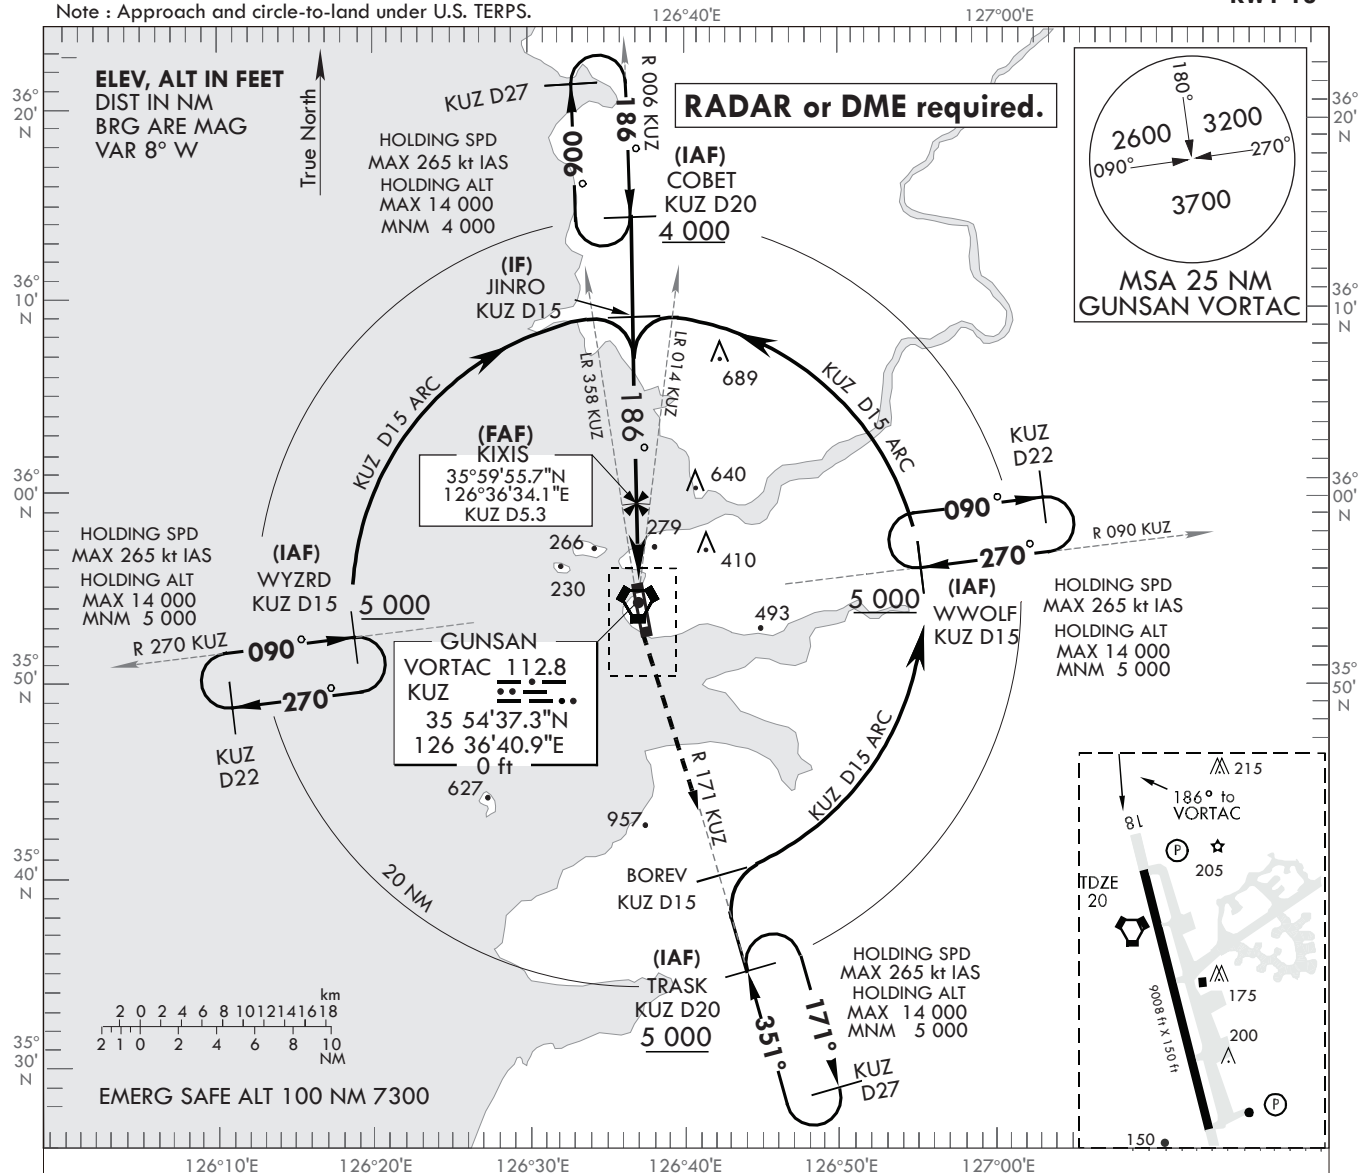 Note : Approach and circle-to-land under U.S. TERPS.
126°40'
127°00'
ELEV, ALT IN FEET
DIST IN NM
BRG ARE MAG
VAR 8° W
True North
36°
20'
N
36°
20'
N
KUZ D27
R 006 KUZ
186°
006°
RADAR or DME required.
HOLDING SPD
MAX 265 kt IAS
HOLDING ALT
MAX 14 000
MNM 4 000
(IAF)
COBET
KUZ D20
4 000
180°
2600
3200
090°
270°
3700
MSA 25 NM
GUNSAN VORTAC
36°
10'
N
36°
10'
N
(IF)
JINRO
KUZ D15
LR 358 KUZ
LR 014 KUZ
689
KUZ D15 ARC
KUZ D15 ARC
186°
(FAF)
KIXIS
35°59'55.7"N
126°36'34.1"E
KUZ D5.3
640
KUZ
D22
36°
00'
N
36°
00'
N
090°
270°
R 090 KUZ
279
266
230
410
HOLDING SPD
MAX 265 kt IAS
HOLDING ALT
MAX 14 000
MNM 5 000
(IAF)
WYZRD
KUZ D15
5 000
R 270 KUZ
090°
270°
KUZ
D22
493
5 000
(IAF)
WWOLF
KUZ D15
HOLDING SPD
MAX 265 kt IAS
HOLDING ALT
MAX 14 000
MNM 5 000
35°
50'
N
35°
50'
N
GUNSAN
VORTAC 112.8
KUZ
35 54'37.3"N
126 36'40.9"E
0 ft
627
957
R 171 KUZ
KUZ D15 ARC
35°
40'
N
20 NM
BOREV
KUZ D15
(IAF)
TRASK
KUZ D20
5 000
HOLDING SPD
MAX 265 kt IAS
HOLDING ALT
MAX 14 000
MNM 5 000
351°
171°
KUZ
D27
215
186° to
VORTAC
18
P
205
TDZE
20
9008 ft X 150 ft
175
200
P
150
km
2 0 2 4 6 8 10 12 14 16 18
2 1 0 2 4 6 8 10
NM
35°
30'
N
EMERG SAFE ALT 100 NM 7300
126°10'
126°20'
126°30'
126°40'
126°50'
127°00'